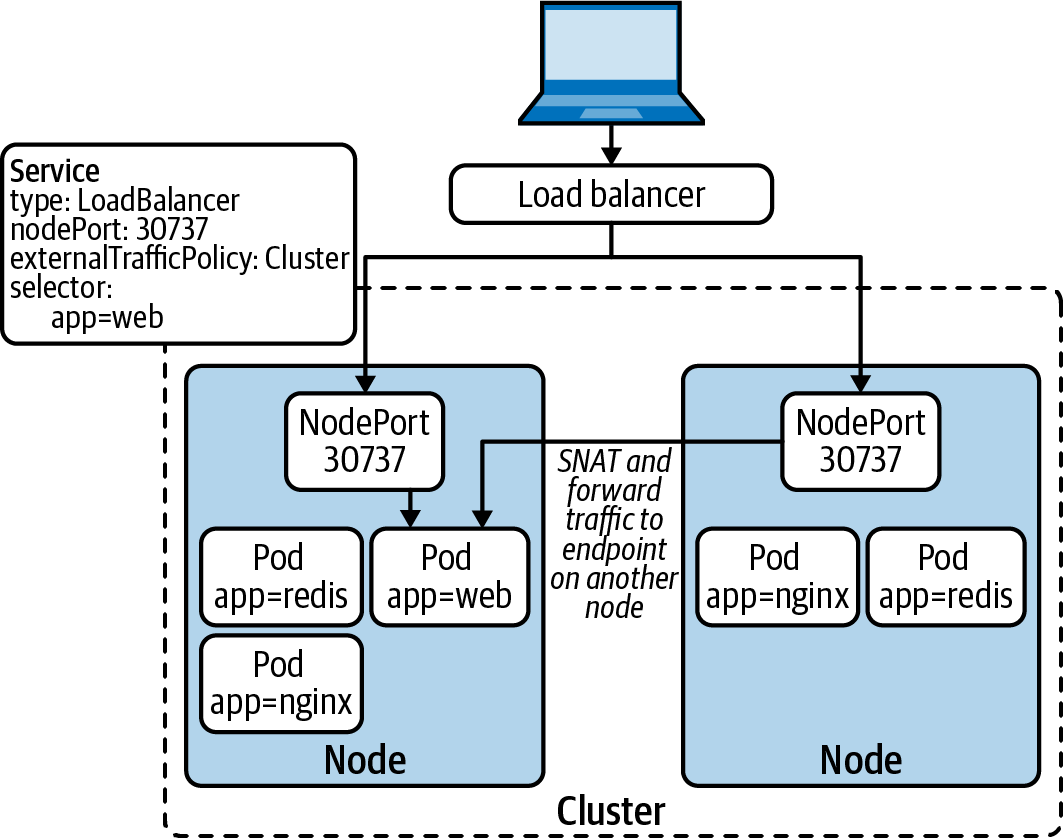 Load balancer
Service
type: LoadBalancer
nodePort: 30737
externalTrafficPolicy: Cluster
selector:
app=web
NodePort
30737
NodePort
30737
SNAT and
forward
traffic to
endpoint
on another
node
Pod
app=redis
Pod
app=web
Pod
app=nginx
Pod
app=redis
Pod
app=nginx
Node
Node
Cluster